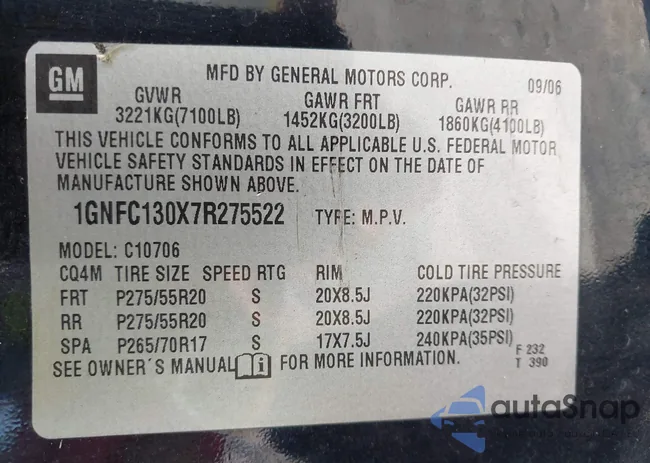 GM
MFD BY GENERAL MOTORS CORP.
09/06
GVWR GAWR FRT GAWR RR
3221KG(7100LB) 1452KG(3200LB) 1860KG(4100LB)
THIS VEHICLE CONFORMS TO ALL APPLICABLE U.S. FEDERAL MOTOR
VEHICLE SAFETY STANDARDS IN EFFECT ON THE DATE OF
MANUFACTURE SHOWN ABOVE.
1GNFC130X7R275522 TYPE: M.P.V.
MODEL: C10706
CQ4M TIRE SIZE SPEED RTG RIM COLD TIRE PRESSURE
FRT P275/55R20 S 20X8.5J 220KPA(32PSI)
RR P275/55R20 S 20X8.5J 220KPA(32PSI)
SPA P265/70R17 S 17X7.5J 240KPA(35PSI)
SEE OWNER'S MANUAL i FOR MORE INFORMATION.
F 232
T 390
autoSnap